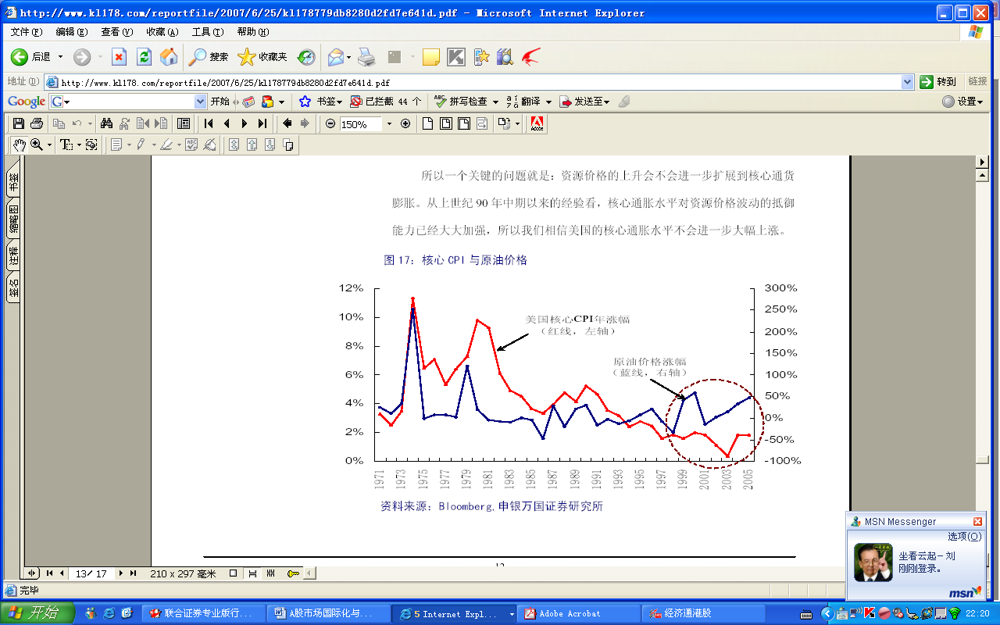 http://www.kl178.com/reportfile/2007/6/25/kl178779db8280d2fd7e641d.pdf - Microsoft Internet Explorer
文件(F) 编辑(E) 查看(V) 收藏(A) 工具(T) 帮助(H)
后退 搜索 收藏夹
地址(D) http://www.kl178.com/reportfile/2007/6/25/kl178779db8280d2fd7e641d.pdf 转到 链接
Google G 开始 书签 已拦截 44 个 ABC 拼写检查 翻译 发送至 设置
150% Adobe
书签
缩略图
注释
签名
所以一个关键的问题就是：资源价格的上升会不会进一步扩展到核心通货
膨胀。从上世纪 90 年中期以来的经验看，核心通胀水平对资源价格波动的抵御
能力已经大大加强，所以我们相信美国的核心通胀水平不会进一步大幅上涨。
图 17：核心 CPI 与原油价格
12% 300%
250%
10%
200%
8% 150%
6% 100%
50%
4%
0%
2% -50%
0% -100%
美国核心CPI年涨幅
（红线，左轴）
原油价格涨幅
（蓝线，右轴）
1971 1973 1975 1977 1979 1981 1983 1985 1987 1989 1991 1993 1995 1997 1999 2001 2003 2005
资料来源：Bloomberg,申银万国证券研究所
MSN Messenger
选项(O)
坐看云起－刘
刚刚登录。
msn
13/ 17 210 x 297 毫米
完毕
开始 联合证券专业版行... A股市场国际化与... 5 Internet Expl... Adobe Acrobat 经济通港股 22:20